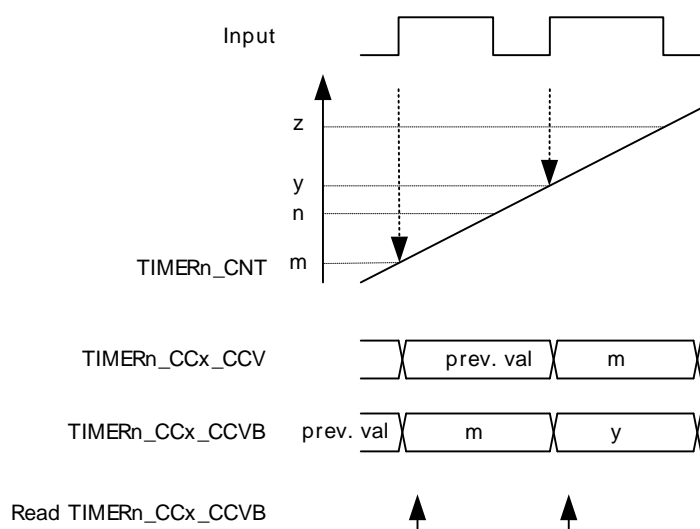 Input
z
y
n
m
TIMERn_CNT
TIMERn_CCx_CCV
prev. val
m
TIMERn_CCx_CCVB
prev. val
m
y
Read TIMERn_CCx_CCVB